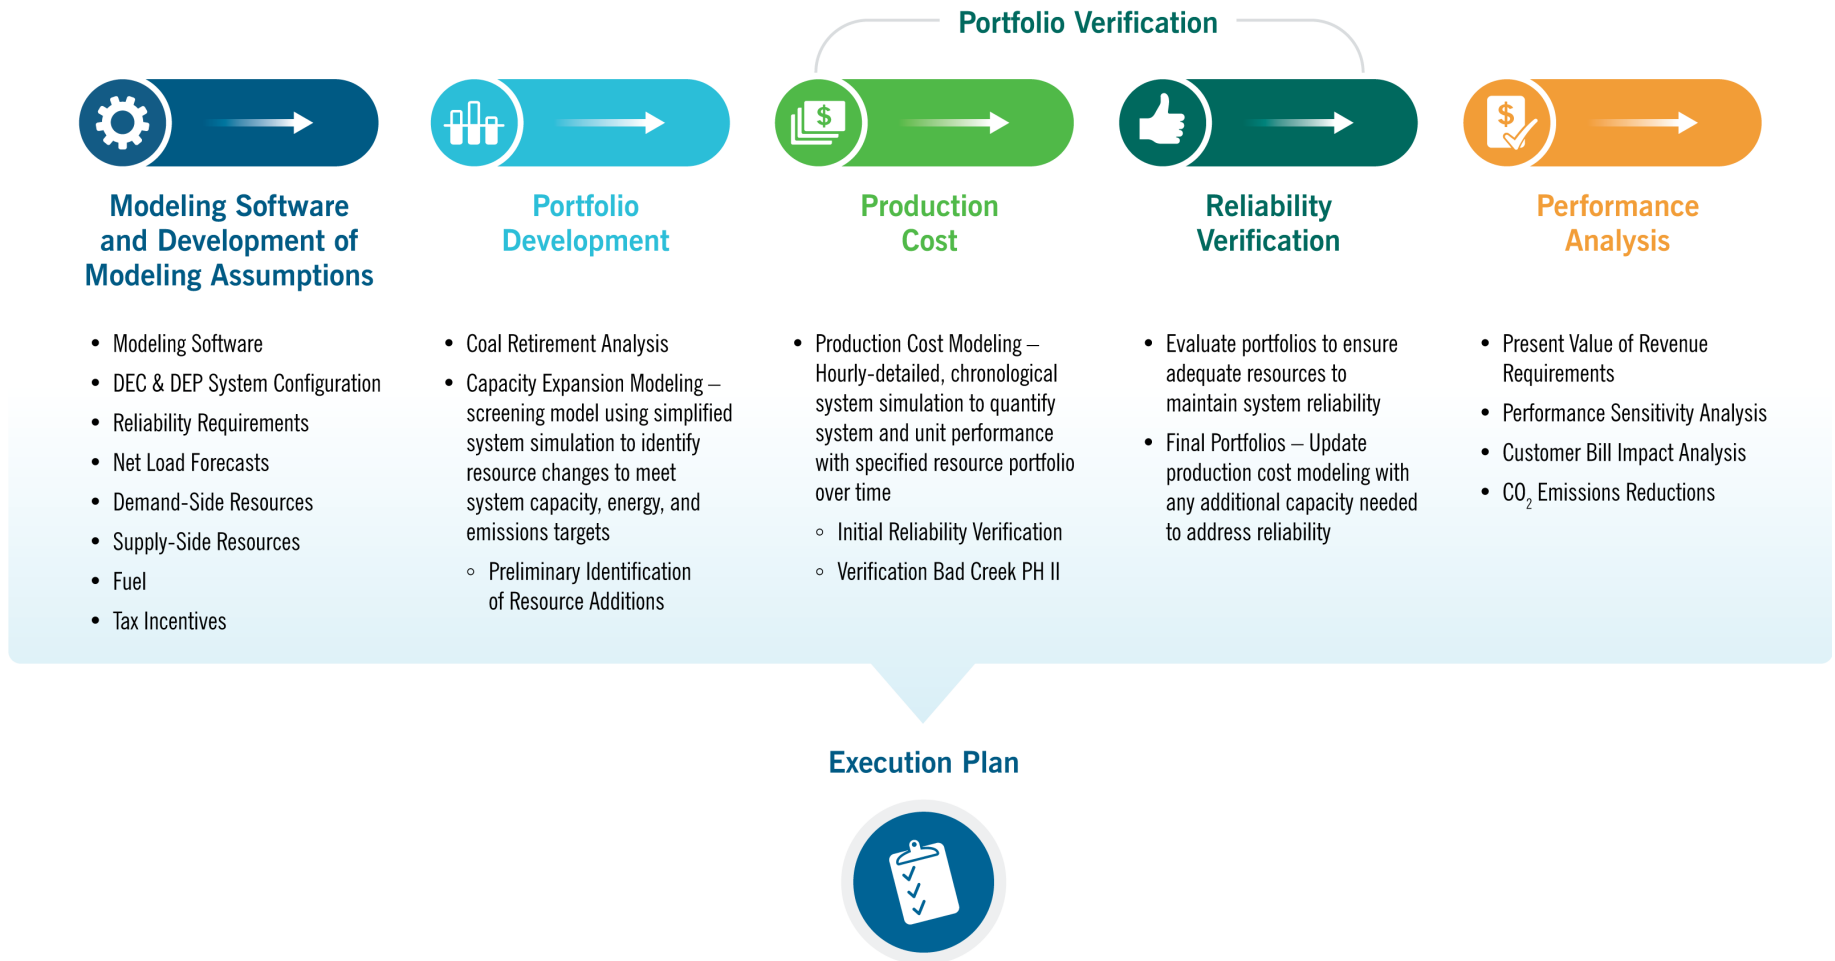 Portfolio Verification
Modeling Software
and Development of
Modeling Assumptions
• Modeling Software
• DEC & DEP System Configuration
• Reliability Requirements
• Net Load Forecasts
• Demand-Side Resources
• Supply-Side Resources
• Fuel
• Tax Incentives
Portfolio
Development
• Coal Retirement Analysis
• Capacity Expansion Modeling –
screening model using simplified
system simulation to identify
resource changes to meet
system capacity, energy, and
emissions targets
○ Preliminary Identification
of Resource Additions
$
Production
Cost
• Production Cost Modeling –
Hourly-detailed, chronological
system simulation to quantify
system and unit performance
with specified resource portfolio
over time
○ Initial Reliability Verification
○ Verification Bad Creek PH II
Reliability
Verification
• Evaluate portfolios to ensure
adequate resources to
maintain system reliability
• Final Portfolios – Update
production cost modeling with
any additional capacity needed
to address reliability
$
Performance
Analysis
• Present Value of Revenue
Requirements
• Performance Sensitivity Analysis
• Customer Bill Impact Analysis
• CO₂ Emissions Reductions
Execution Plan